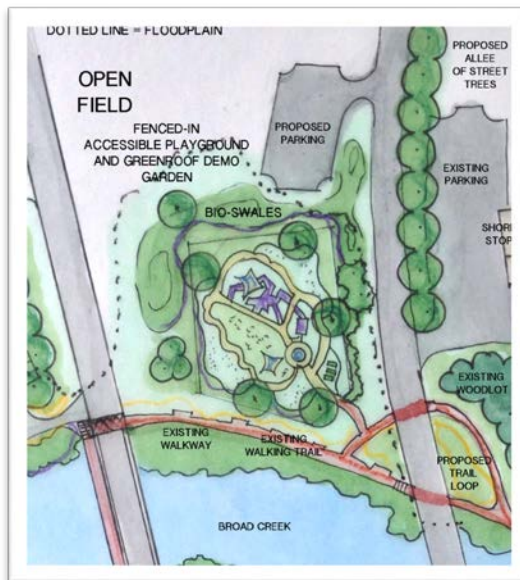 DOTTED LINE = FLOODPLAIN
OPEN
FIELD
PROPOSED
ALLEE
OF STREET
TREES
FENCED-IN
ACCESSIBLE PLAYGROUND
AND GREENROOF DEMO
GARDEN
PROPOSED
PARKING
EXISTING
PARKING
BIO-SWALES
STOP
EXISTING
WOODLOT
EXISTING
WALKWAY
EXISTING
WALKING TRAIL
PROPOSED
TRAIL
LOOP
BROAD CREEK